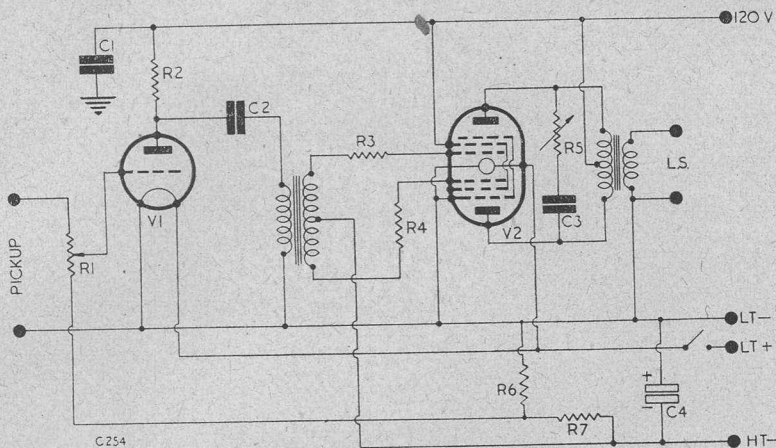 C1
R2
C2
R3
R4
V1
V2
R5
C3
L.S.
120 V
PICKUP
R1
LT−
LT+
R6
R7
+
−
C4
HT−
C254